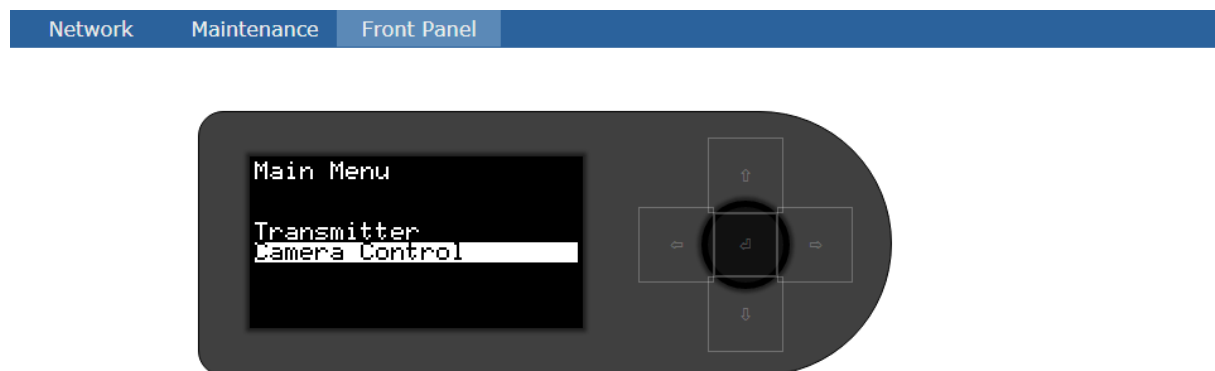 Network Maintenance Front Panel
Main Menu
Transmitter
Camera Control